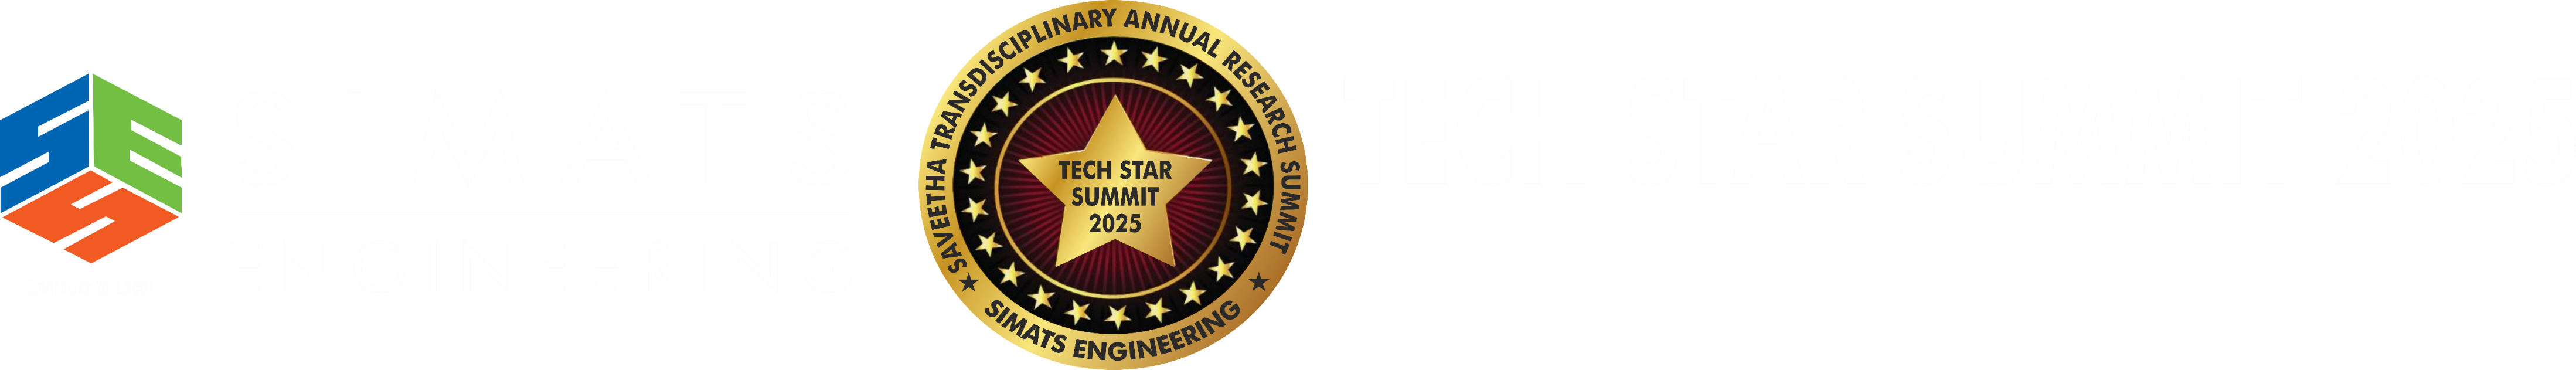 SIMATS
ENGINEERING
SAVEETHA TRANSDISCIPLINARY ANNUAL RESEARCH SUMMIT
TECH STAR
SUMMIT
2025
SIMATS ENGINEERING
TECH STAR SUMMIT 2025